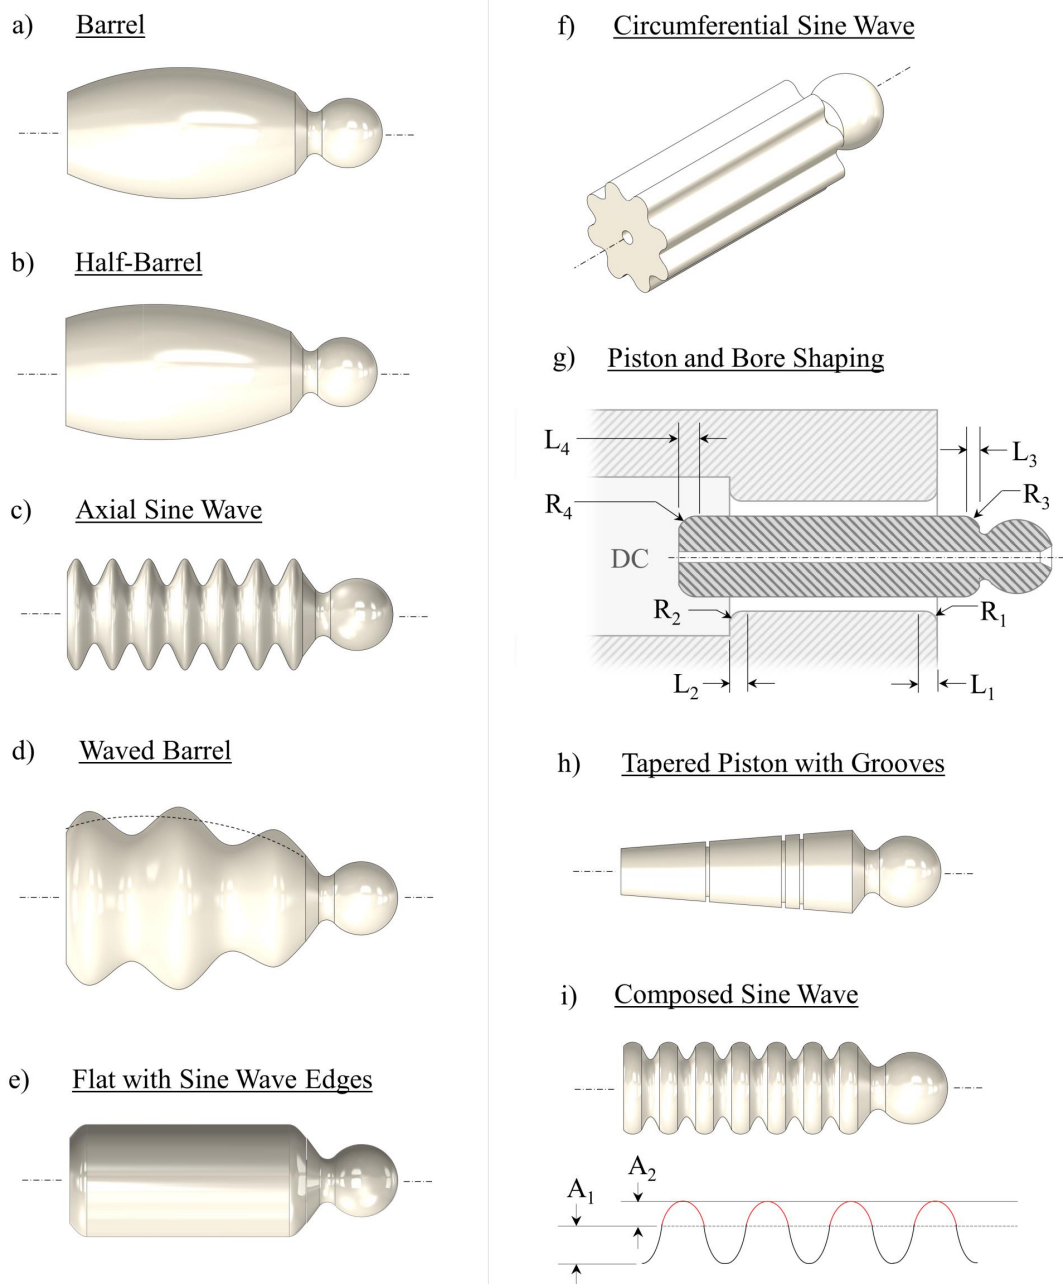 a) Barrel
b) Half-Barrel
c) Axial Sine Wave
d) Waved Barrel
e) Flat with Sine Wave Edges
f) Circumferential Sine Wave
g) Piston and Bore Shaping
L4
L3
R4
R3
DC
R2
R1
L2
L1
h) Tapered Piston with Grooves
i) Composed Sine Wave
A2
A1